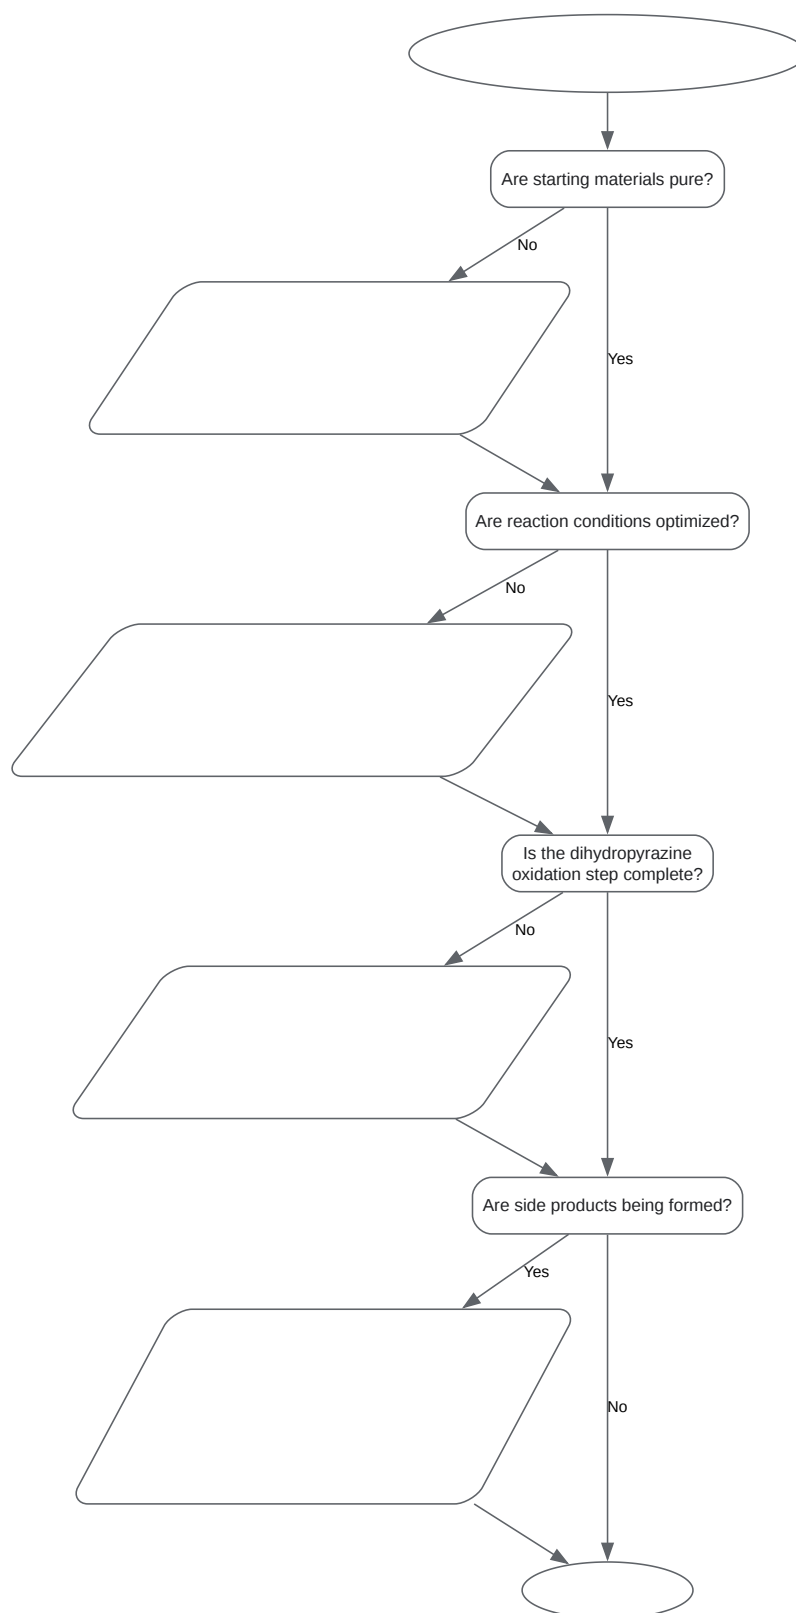 Are starting materials pure?
No
Yes
Are reaction conditions optimized?
No
Yes
Is the dihydropyrazine
oxidation step complete?
No
Yes
Are side products being formed?
Yes
No